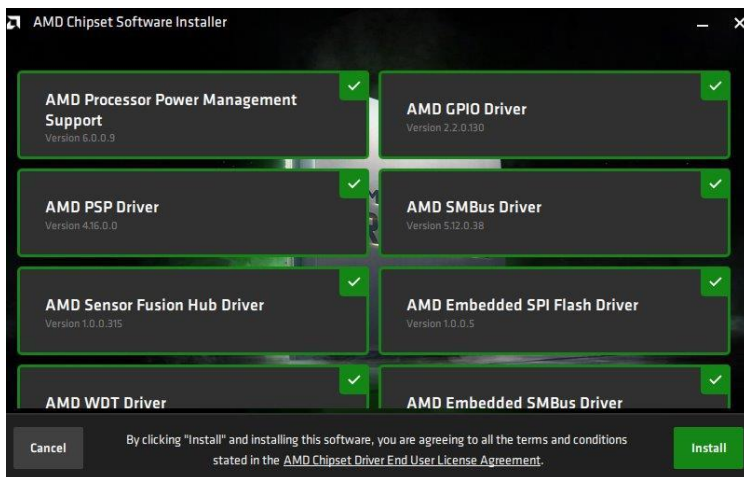 AMD Chipset Software Installer
AMD Processor Power Management
Support
Version 6.0.0.9
AMD GPIO Driver
Version 2.2.0.130
AMD PSP Driver
Version 4.16.0.0
AMD SMBus Driver
Version 5.12.0.38
AMD Sensor Fusion Hub Driver
Version 1.0.0.315
AMD Embedded SPI Flash Driver
Version 1.0.0.5
AMD WDT Driver
AMD Embedded SMBus Driver
Cancel
By clicking "Install" and installing this software, you are agreeing to all the terms and conditions
stated in the AMD Chipset Driver End User License Agreement.
Install